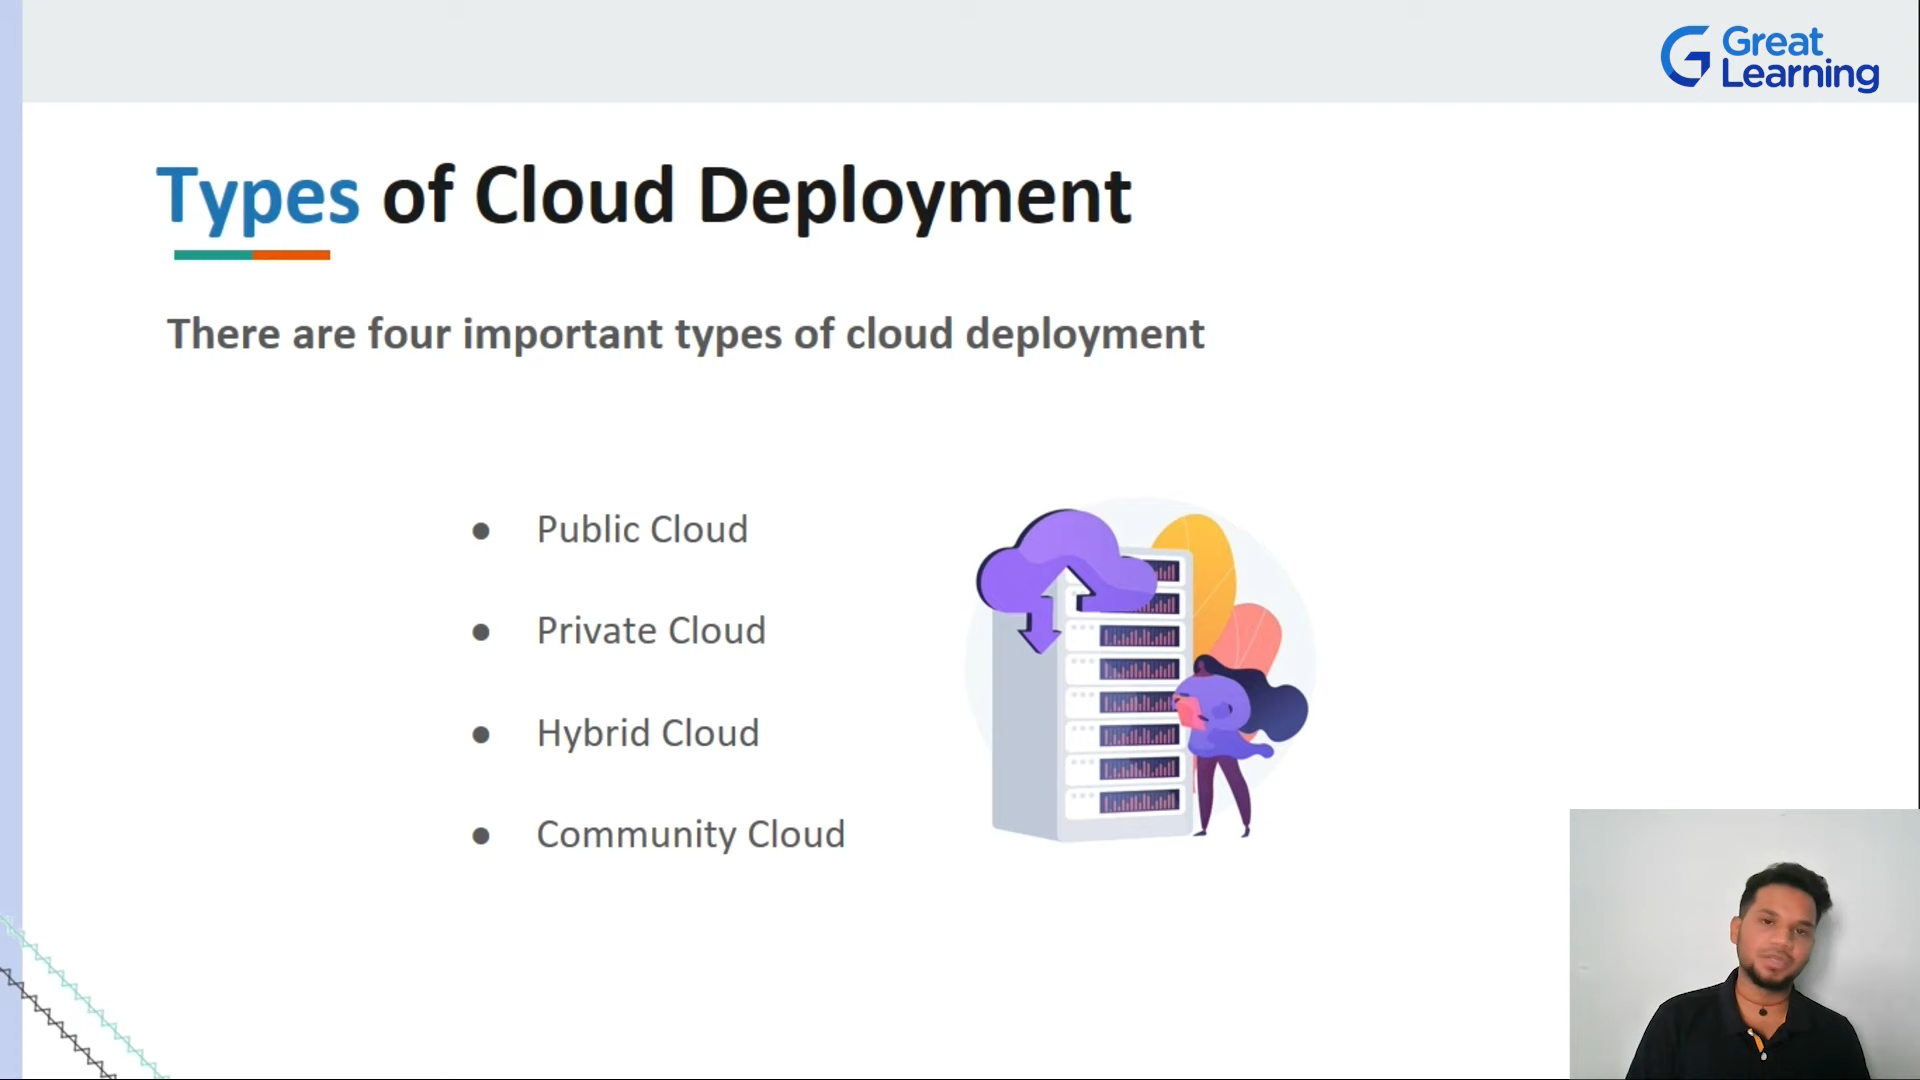 Great
Learning
Types of Cloud Deployment
There are four important types of cloud deployment
● Public Cloud
● Private Cloud
● Hybrid Cloud
● Community Cloud